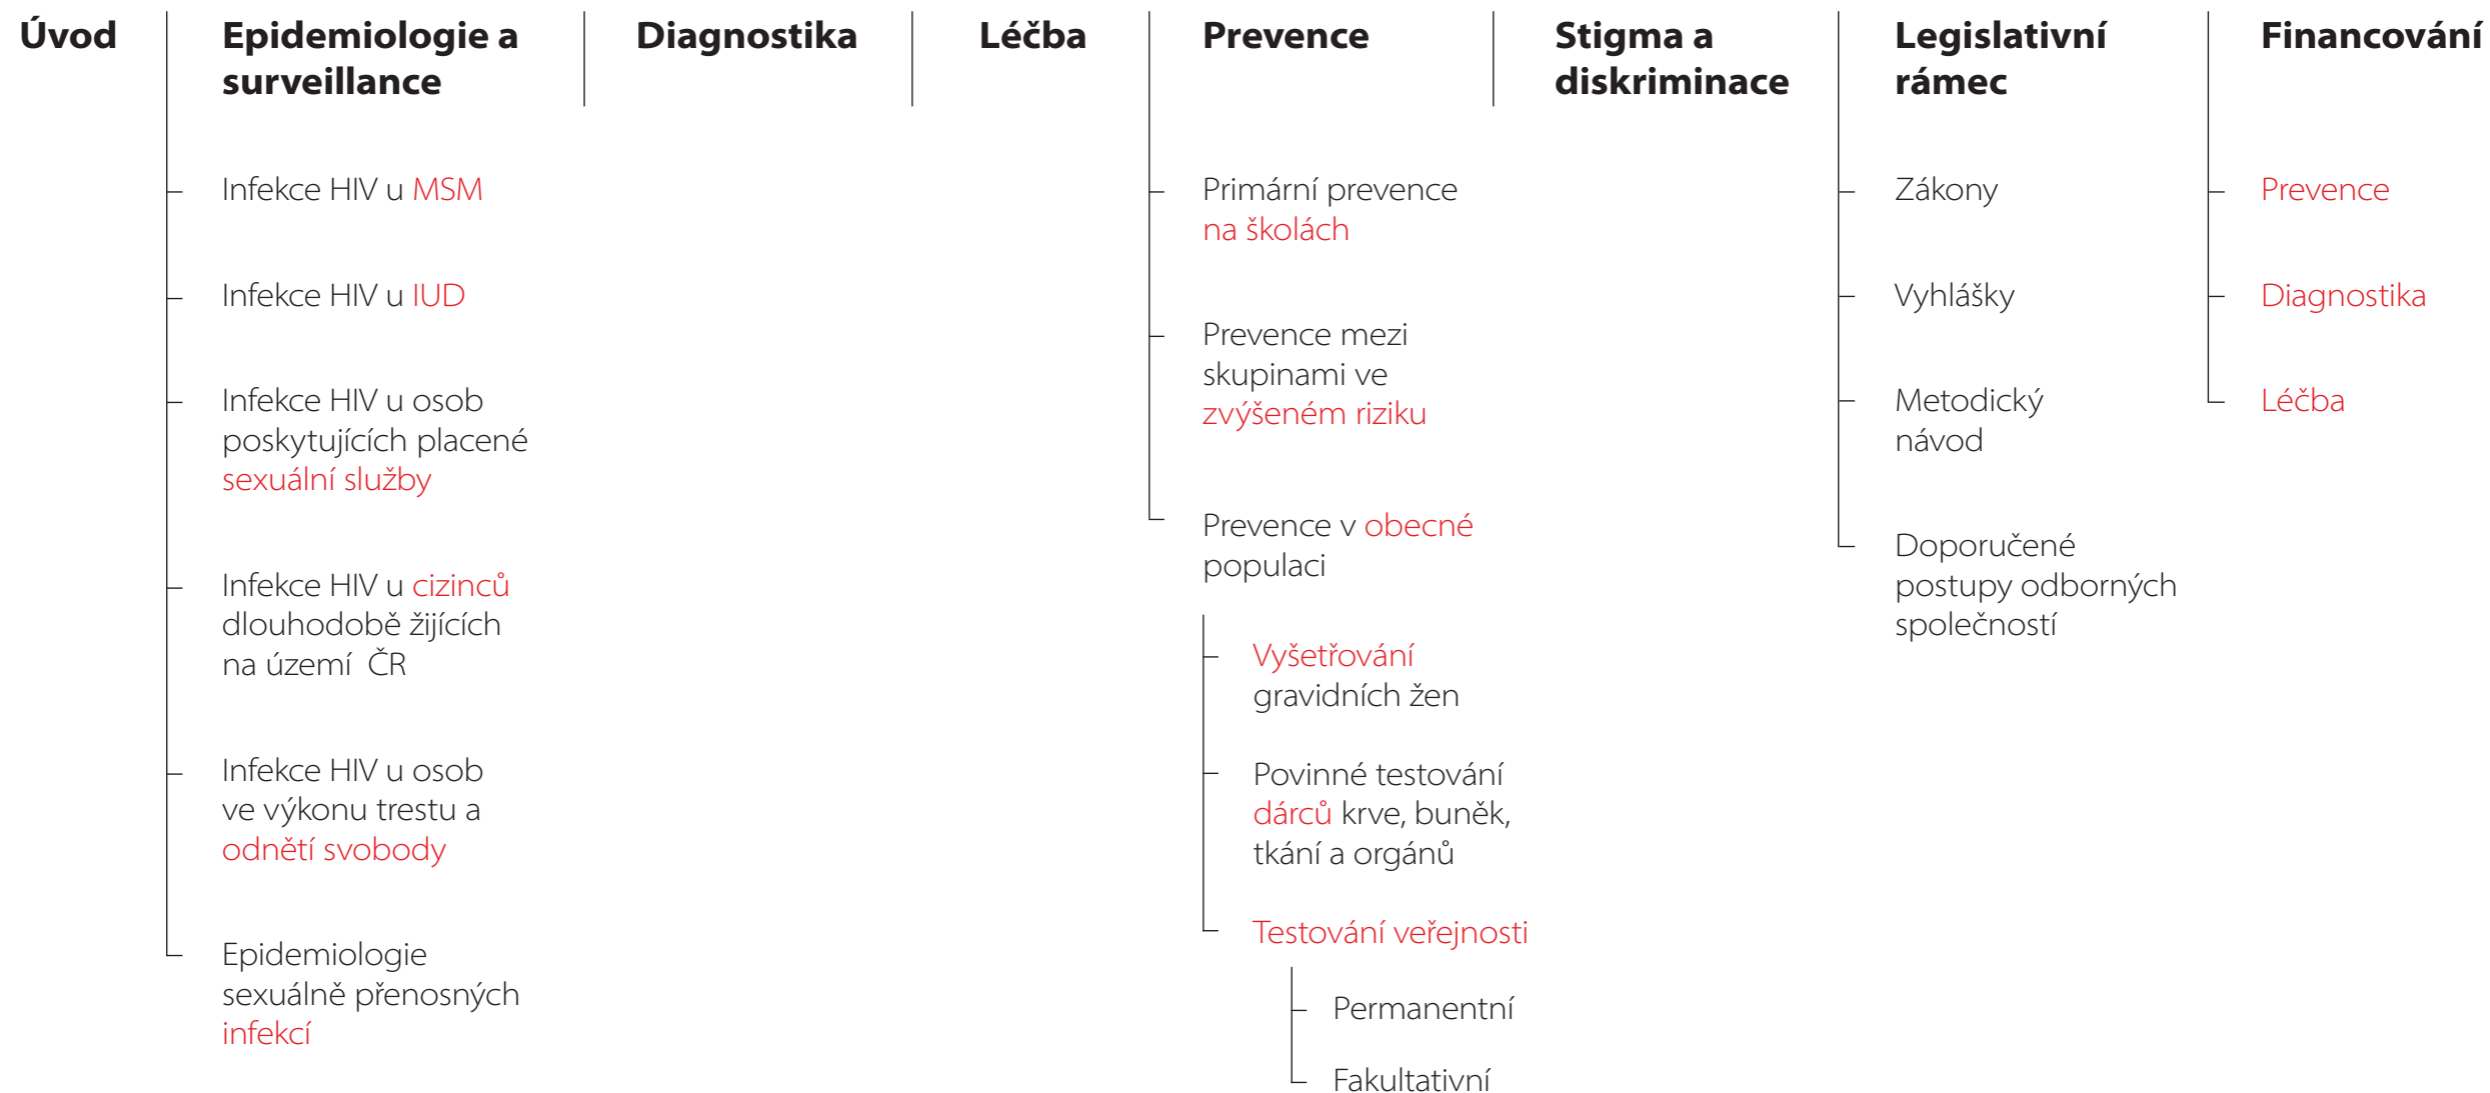 Úvod
Epidemiologie a
surveillance
Infekce HIV u MSM
Infekce HIV u IUD
Infekce HIV u osob
poskytujících placené
sexuální služby
Infekce HIV u cizinců
dlouhodobě žijících
na území ČR
Infekce HIV u osob
ve výkonu trestu a
odnětí svobody
Epidemiologie
sexuálně přenosných
infekcí
Diagnostika
Léčba
Prevence
Primární prevence
na školách
Prevence mezi
skupinami ve
zvýšeném riziku
Prevence v obecné
populaci
Vyšetřování
gravidních žen
Povinné testování
dárců krve, buněk,
tkání a orgánů
Testování veřejnosti
Permanentní
Fakultativní
Stigma a
diskriminace
Legislativní
rámec
Zákony
Vyhlášky
Metodický
návod
Doporučené
postupy odborných
společností
Financování
Prevence
Diagnostika
Léčba